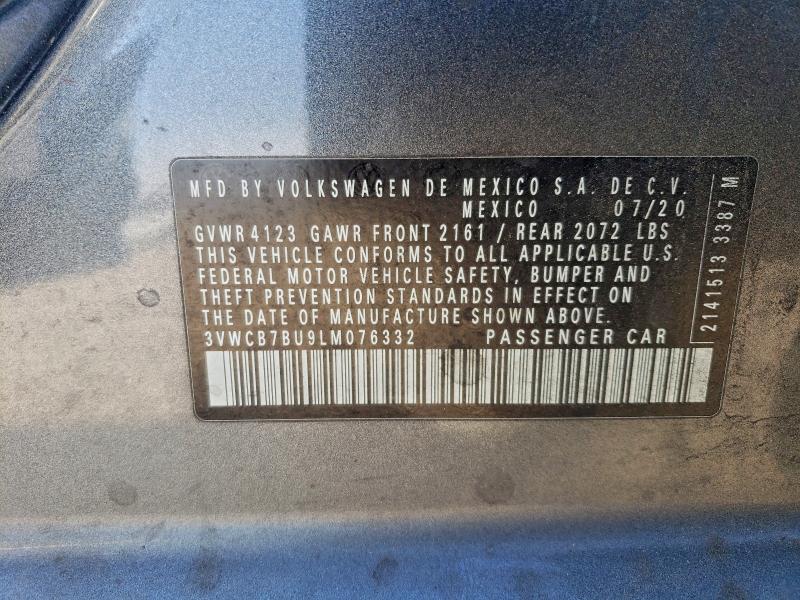 MFD BY VOLKSWAGEN DE MEXICO S.A. DE C.V.
MEXICO 07/20
GVWR 4123 GAWR FRONT 2161 / REAR 2072 LBS
THIS VEHICLE CONFORMS TO ALL APPLICABLE U.S.
FEDERAL MOTOR VEHICLE SAFETY, BUMPER AND
THEFT PREVENTION STANDARDS IN EFFECT ON
THE DATE OF MANUFACTURE SHOWN ABOVE.
3VWCB7BU9LM076332 PASSENGER CAR
2141513 3387 M